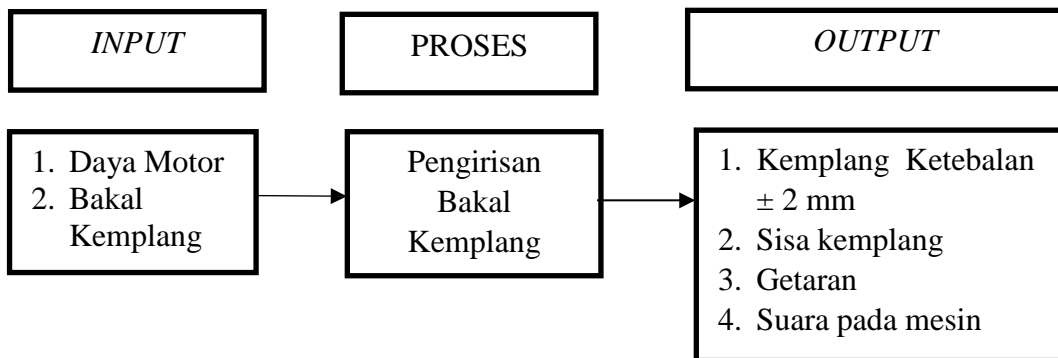 INPUT
PROSES
OUTPUT
1. Daya Motor
2. Bakal
Kemplang
Pengirisan
Bakal
Kemplang
1. Kemplang Ketebalan
± 2 mm
2. Sisa kemplang
3. Getaran
4. Suara pada mesin